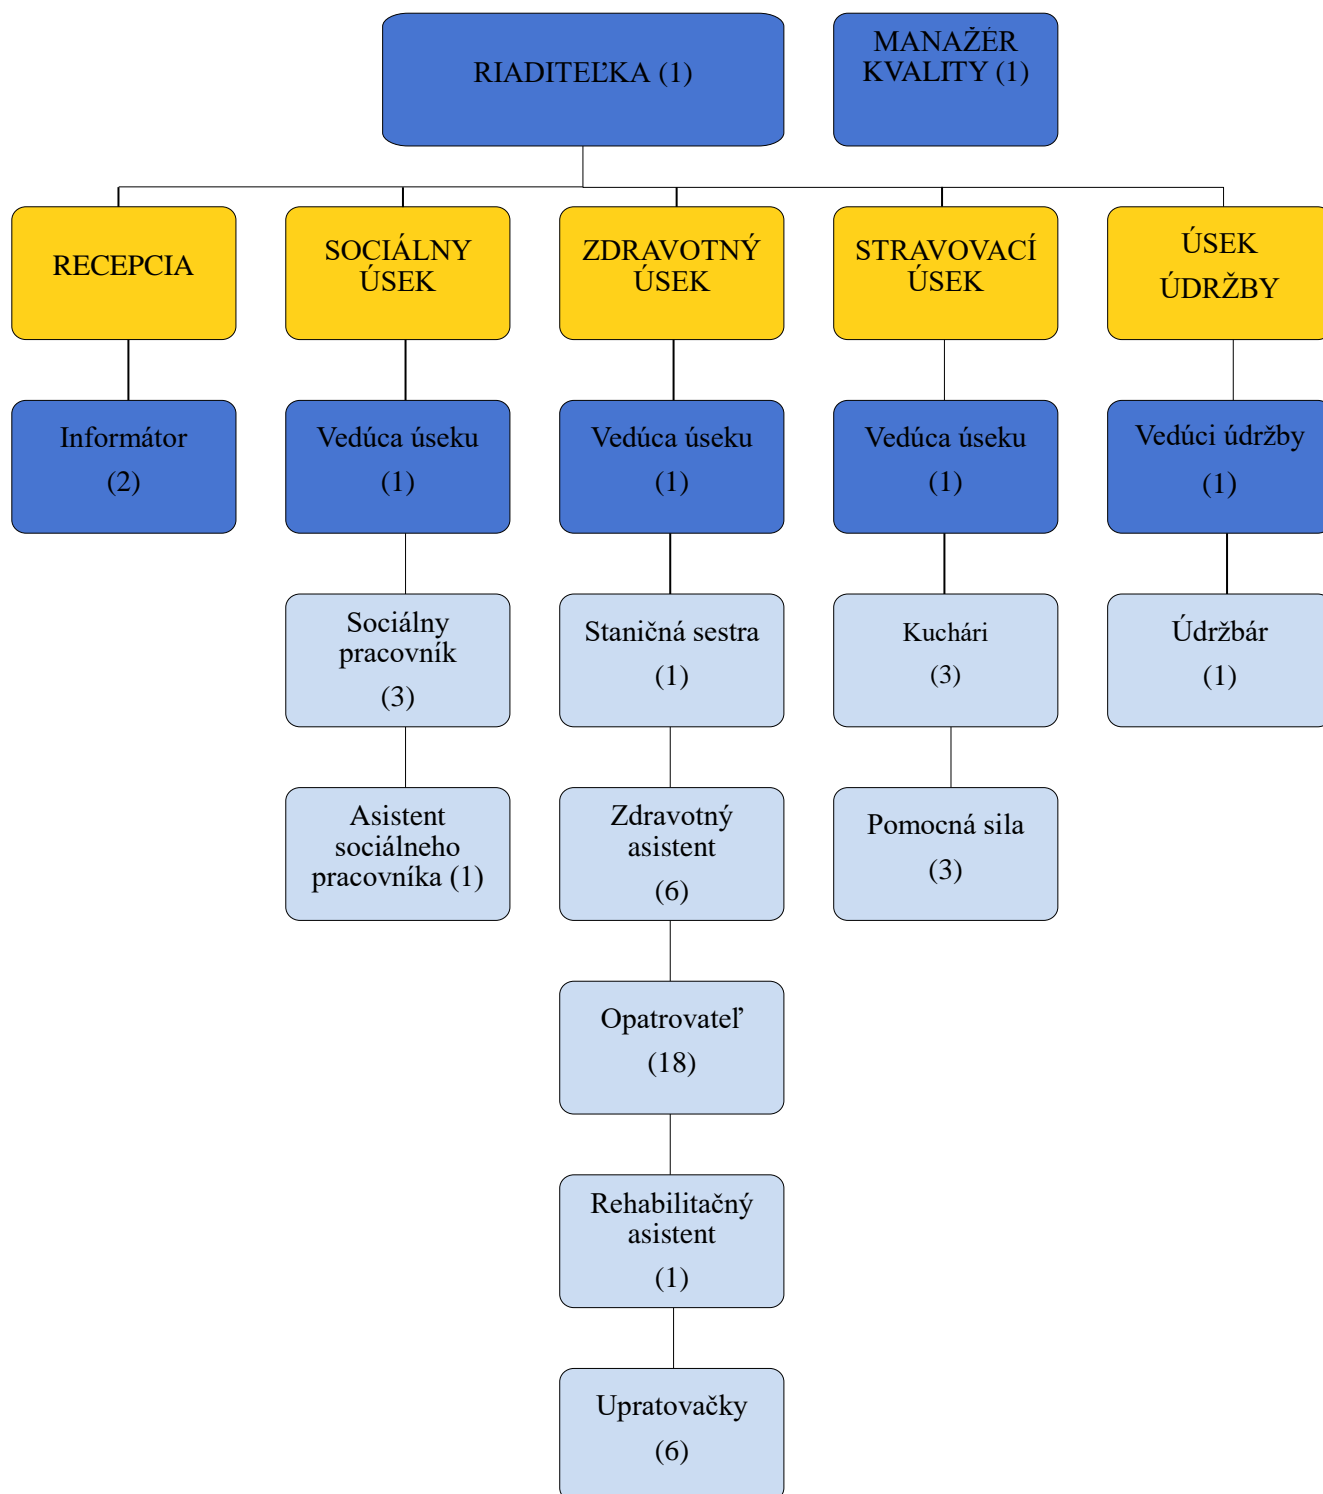 RIADITEĽKA (1)
MANAŽÉR
KVALITY (1)
RECEPCIA
SOCIÁLNY
ÚSEK
ZDRAVOTNÝ
ÚSEK
STRAVOVACÍ
ÚSEK
ÚSEK
ÚDRŽBY
Informátor
(2)
Vedúca úseku
(1)
Vedúca úseku
(1)
Vedúca úseku
(1)
Vedúci údržby
(1)
Sociálny
pracovník
(3)
Staničná sestra
(1)
Kuchári
(3)
Údržbár
(1)
Asistent
sociálneho
pracovníka (1)
Zdravotný
asistent
(6)
Pomocná sila
(3)
Opatrovateľ
(18)
Rehabilitačný
asistent
(1)
Upratovačky
(6)